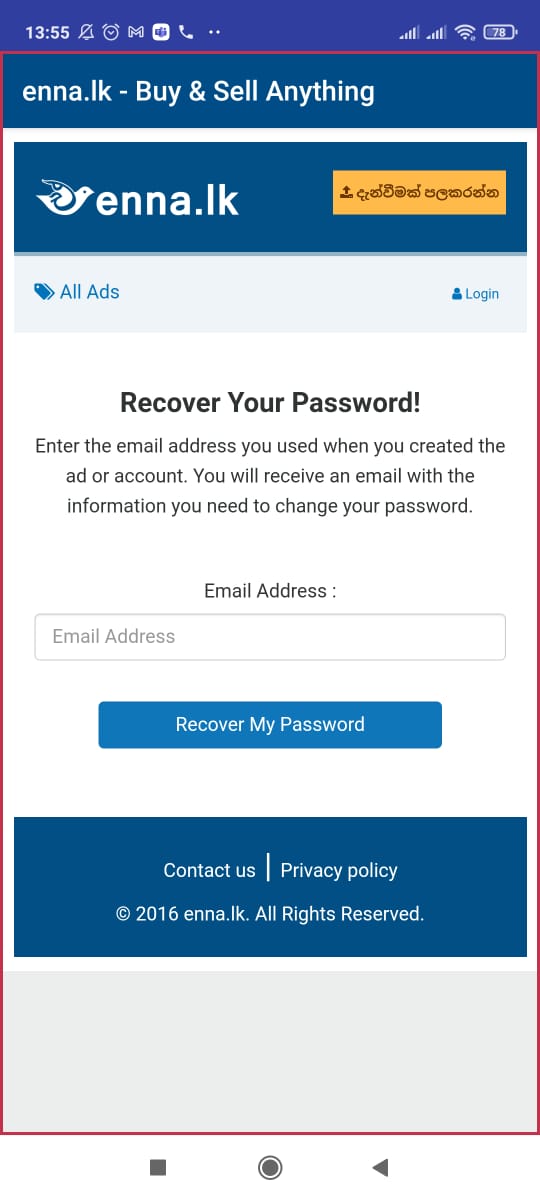 13:55
78
enna.lk - Buy & Sell Anything
enna.lk
දැන්වීමක් පලකරන්න
All Ads
Login
Recover Your Password!
Enter the email address you used when you created the
ad or account. You will receive an email with the
information you need to change your password.
Email Address :
Email Address
Recover My Password
Contact us | Privacy policy
© 2016 enna.lk. All Rights Reserved.